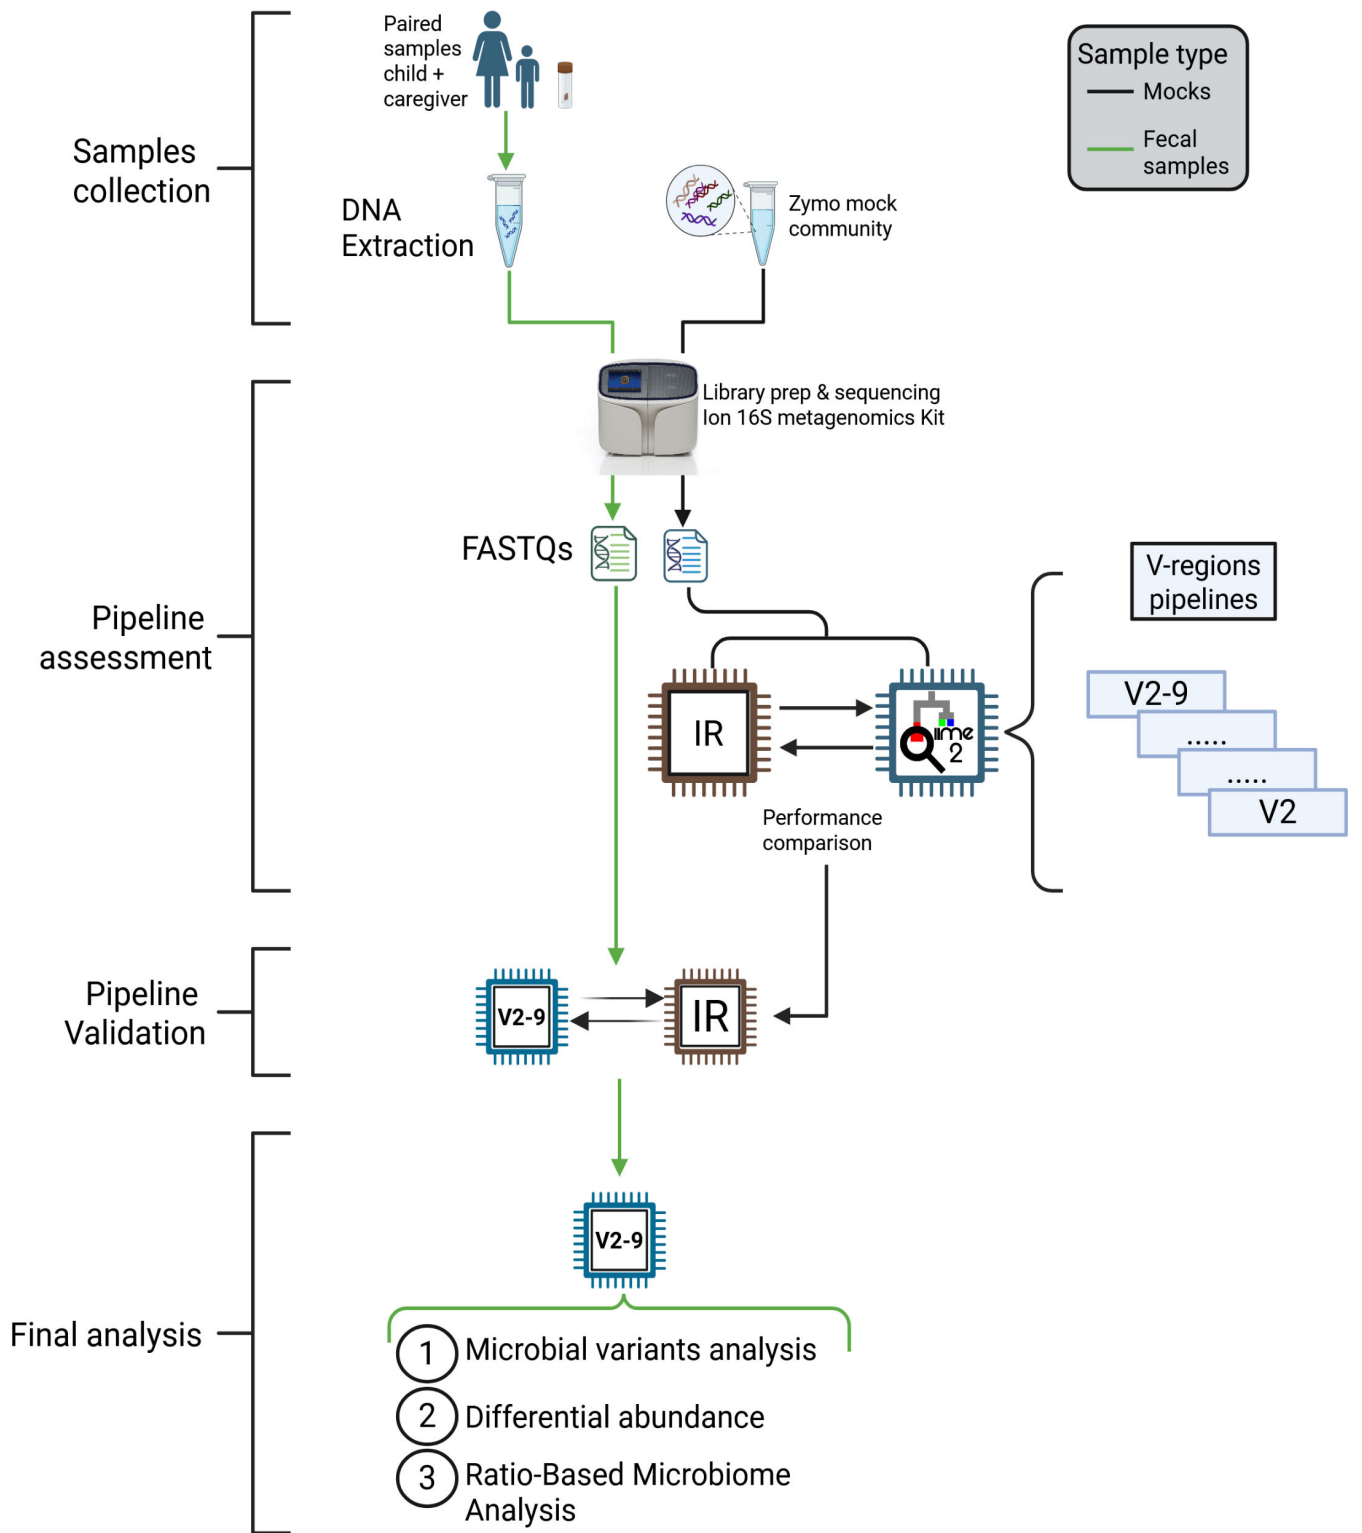 Paired
samples
child +
caregiver
Sample type
Mocks
Fecal
samples
Samples
collection
DNA
Extraction
Zymo mock
community
Library prep & sequencing
Ion 16S metagenomics Kit
FASTQs
V-regions
pipelines
Pipeline
assessment
IR
iime
2
V2-9
.....
.....
V2
Performance
comparison
Pipeline
Validation
V2-9
IR
V2-9
Final analysis
1 Microbial variants analysis
2 Differential abundance
3 Ratio-Based Microbiome
Analysis